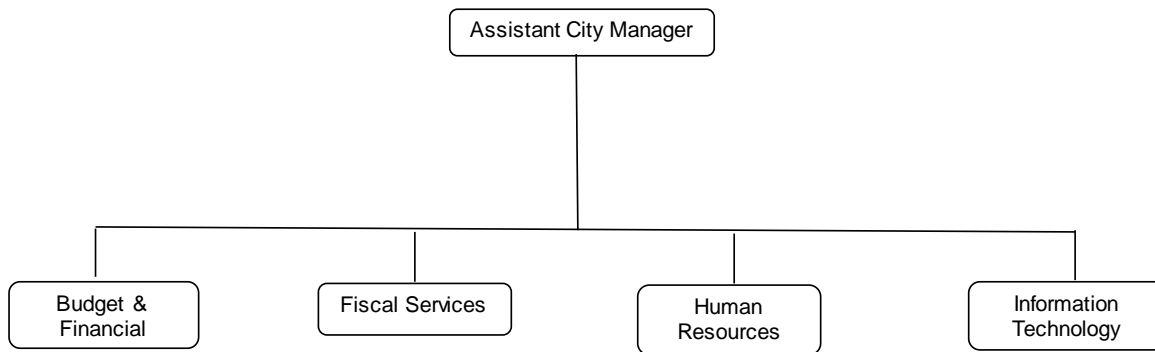 Assistant City Manager
Budget &
Financial
Fiscal Services
Human
Resources
Information
Technology